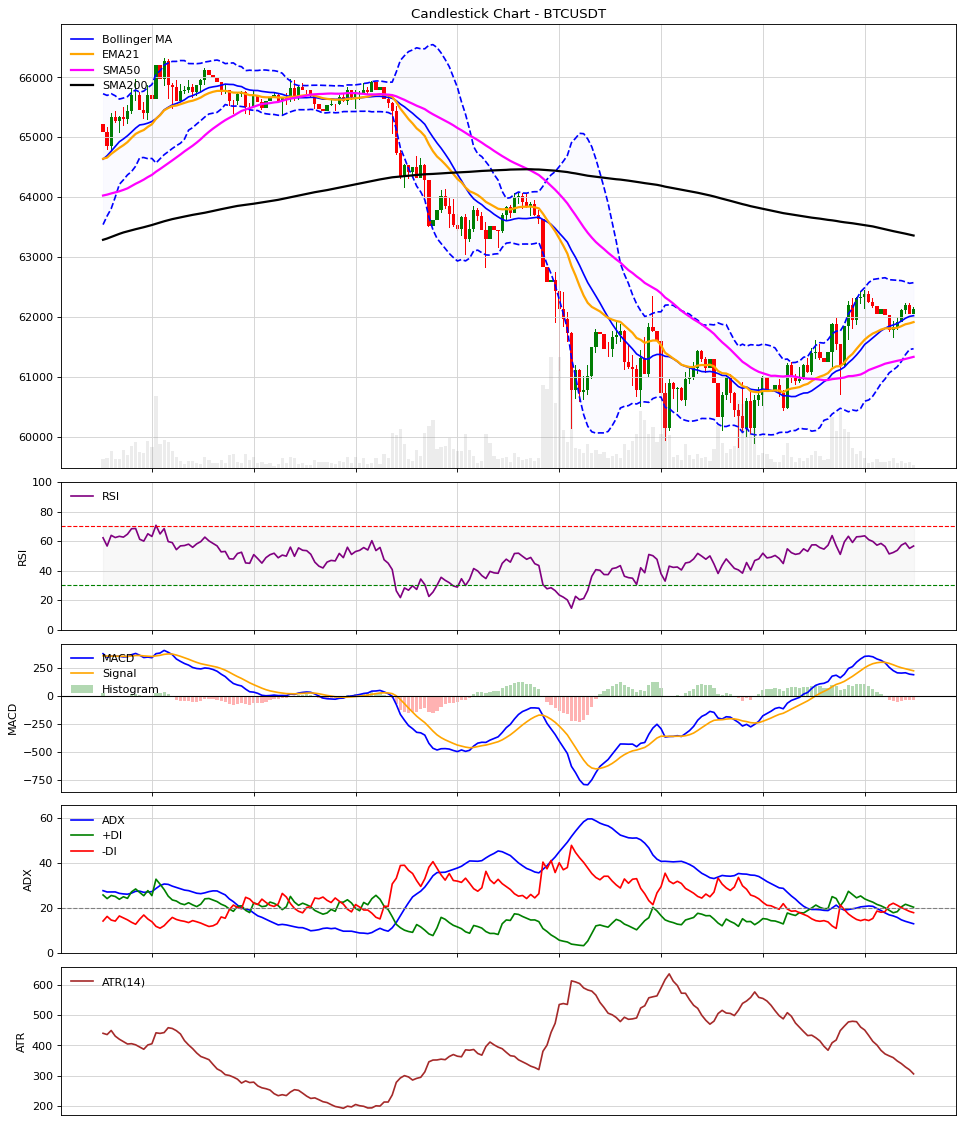 Candlestick Chart - BTCUSDT
Bollinger MA
EMA21
SMA50
SMA200
66000
65000
64000
63000
62000
61000
60000
RSI
RSI
100
80
60
40
20
0
MACD
Signal
Histogram
MACD
250
0
−250
−500
−750
ADX
+DI
-DI
ADX
60
40
20
0
ATR(14)
ATR
600
500
400
300
200